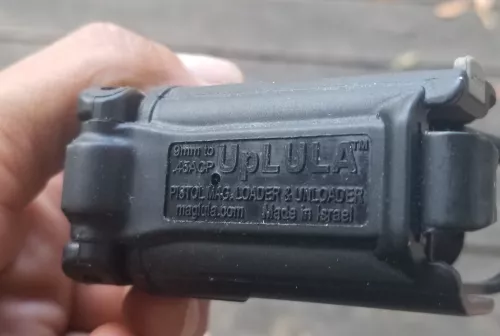 9mm to
.45ACP UpLULA™
PISTOL MAG. LOADER & UNLOADER
maglula.com Made in Israel